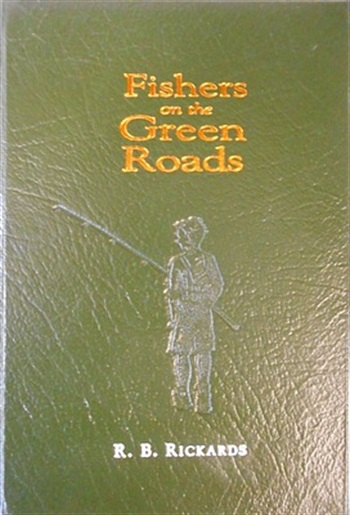 Fishers
on the
Green
Roads
R. B. RICKARDS